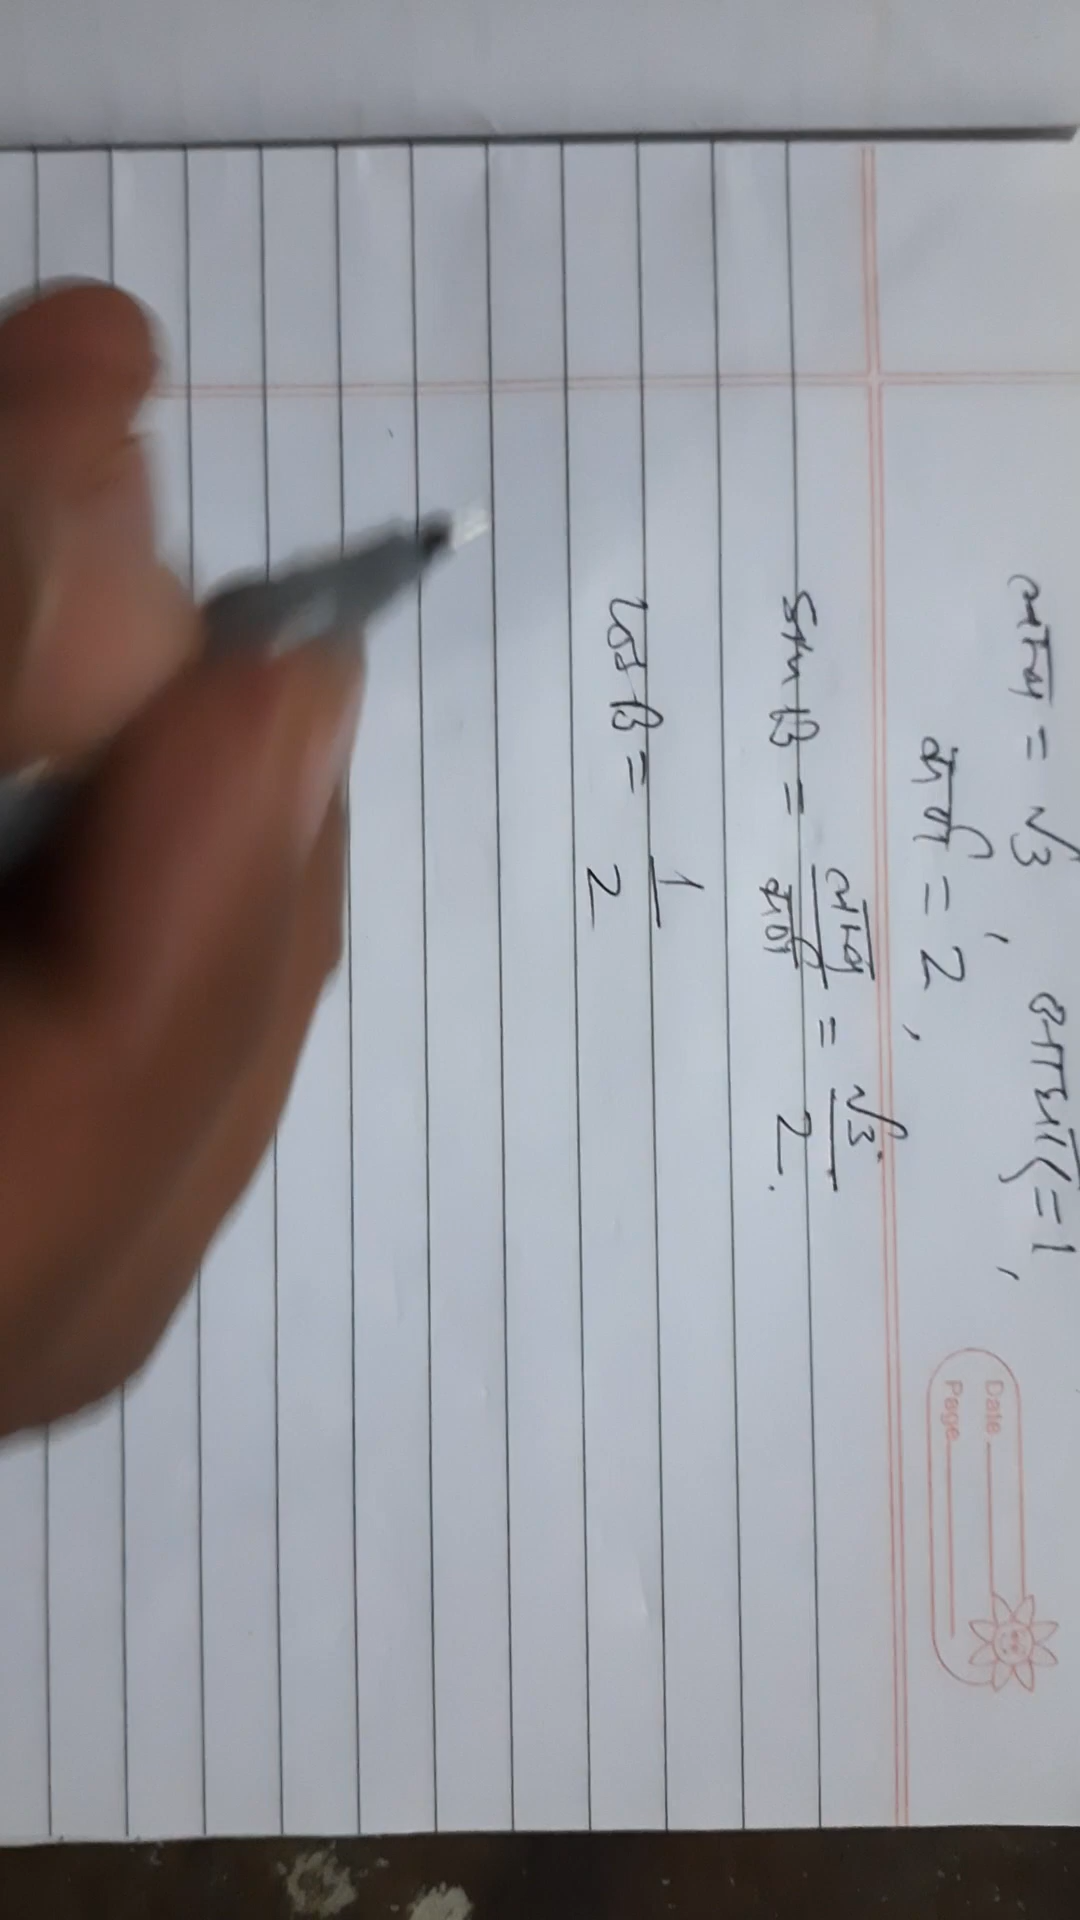 लम्ब = √3 , आधार = 1 ,
कर्ण = 2 ,
Date
Page
sin B = लम्ब/कर्ण = √3/2 .
cos B = 1/2